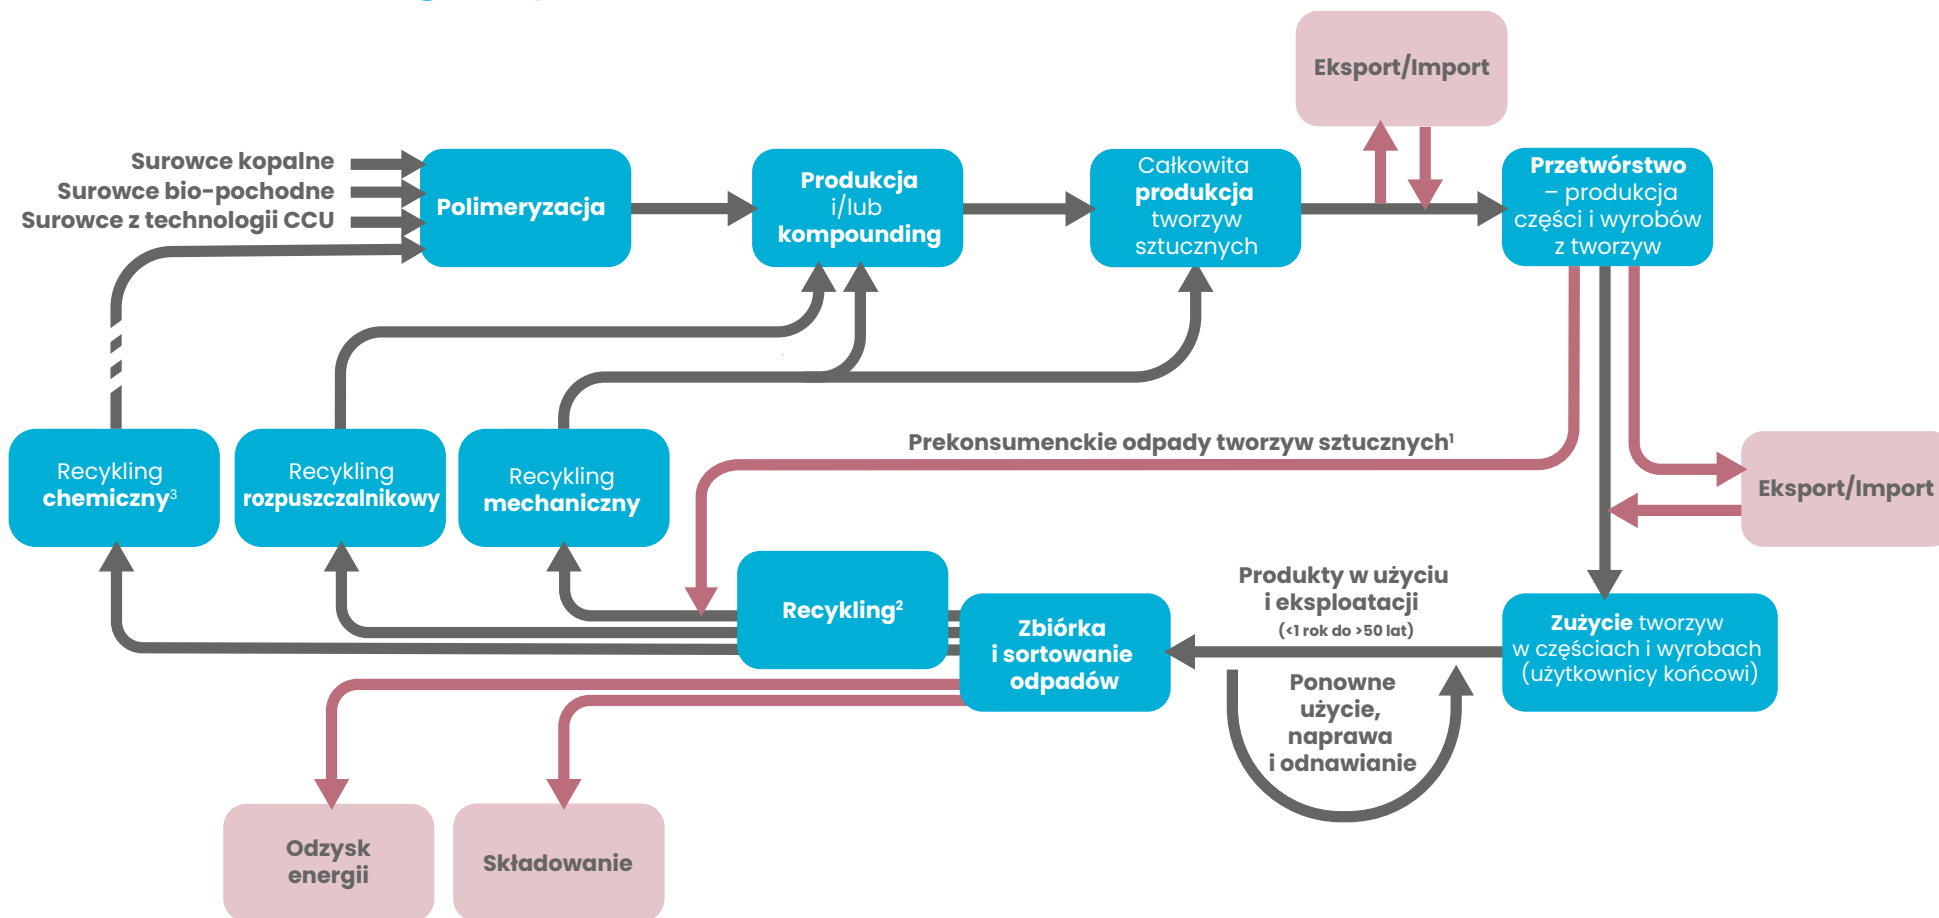 Eksport/Import
Surowce kopalne
Surowce bio-pochodne
Surowce z technologii CCU
Polimeryzacja
Produkcja
i/lub
kompounding
Całkowita
produkcja
tworzyw
sztucznych
Przetwórstwo
– produkcja
części i wyrobów
z tworzyw
Prekonsumenckie odpady tworzyw sztucznych¹
Recykling
chemiczny³
Recykling
rozpuszczalnikowy
Recykling
mechaniczny
Eksport/Import
Recykling²
Zbiórka
i sortowanie
odpadów
Produkty w użyciu
i eksploatacji
(<1 rok do >50 lat)
Zużycie tworzyw
w częściach i wyrobach
(użytkownicy końcowi)
Ponowne
użycie,
naprawa
i odnawianie
Odzysk
energii
Składowanie